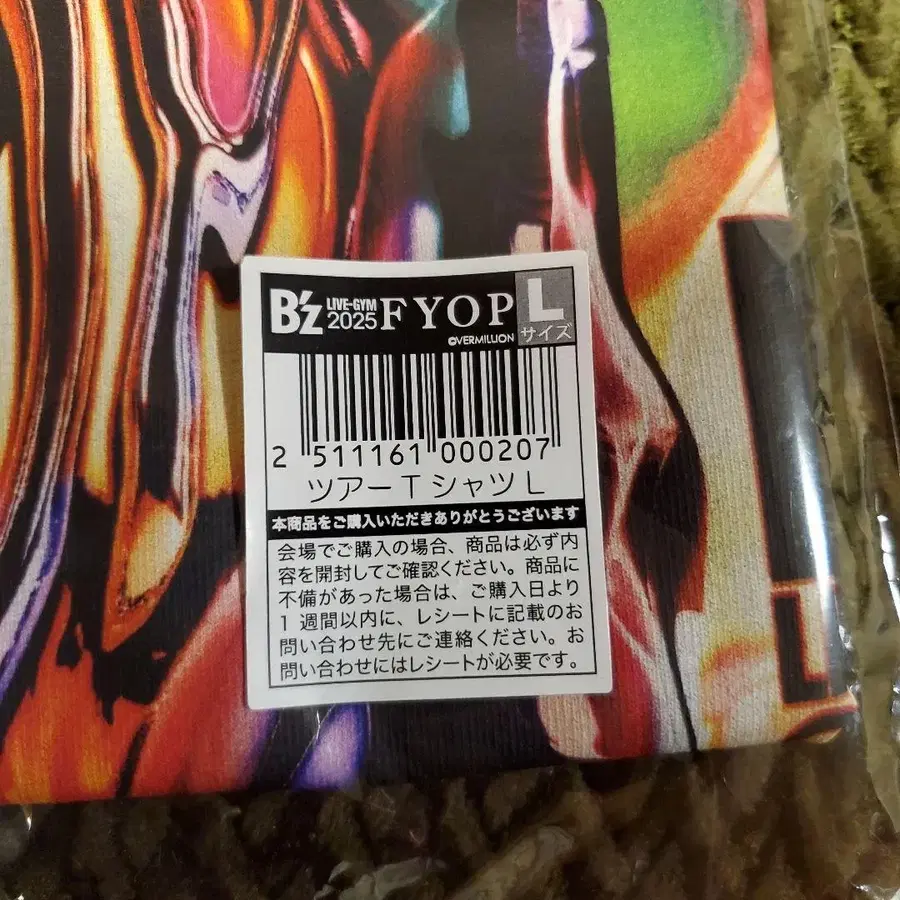 B'z LIVE-GYM 2025 FYOP L サイズ
©VERMILLION
2 511161 000207
ツアーTシャツL
本商品をご購入いただきありがとうございます
会場でご購入の場合、商品は必ず内
容を開封してご確認ください。商品に
不備があった場合は、ご購入日より
1週間以内に、レシートに記載のお
問い合わせ先にご連絡ください。お
問い合わせにはレシートが必要です。